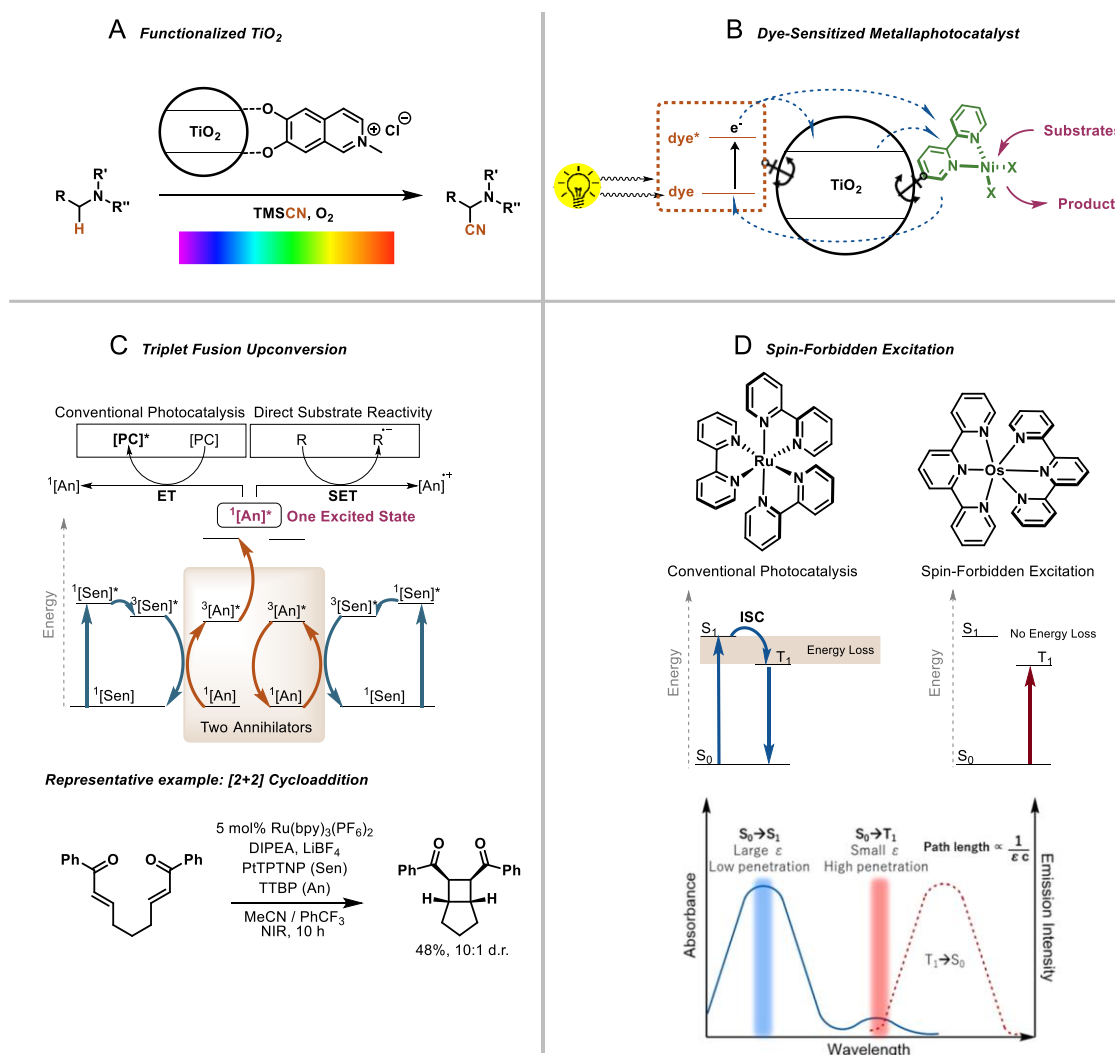 A Functionalized TiO2
TiO2
O
O
N
+
Cl
−
R
N
R'
R"
H
TMSCN, O2
R
N
R'
R"
CN
B Dye-Sensitized Metallaphotocatalyst
dye*
e-
dye
TiO2
N
N
Ni
X
X
Substrates
Product
C Triplet Fusion Upconversion
Conventional Photocatalysis Direct Substrate Reactivity
[PC]* [PC] R R•−
1[An] ET SET [An]•+
1[An]* One Excited State
Energy
1[Sen]* 3[Sen]* 3[An]* 3[An]* 3[Sen]* 1[Sen]*
1[Sen] 1[An] 1[An] 1[Sen]
Two Annihilators
Representative example: [2+2] Cycloaddition
Ph O O Ph
5 mol% Ru(bpy)3(PF6)2
DIPEA, LiBF4
PtTPTNP (Sen)
TTBP (An)
MeCN / PhCF3
NIR, 10 h
O O
Ph Ph
H H
48%, 10:1 d.r.
D Spin-Forbidden Excitation
N
N
N
Ru
N
N
N
N
N
N
Os
N
N
N
Conventional Photocatalysis Spin-Forbidden Excitation
Energy
S1 ISC
Energy Loss
T1
S0
Energy
S1 No Energy Loss
T1
S0
Absorbance
S0→S1
Large ε
Low penetration
S0→T1
Small ε
High penetration
Path length ∝ 1
ε c
T1→S0
Emission Intensity
Wavelength